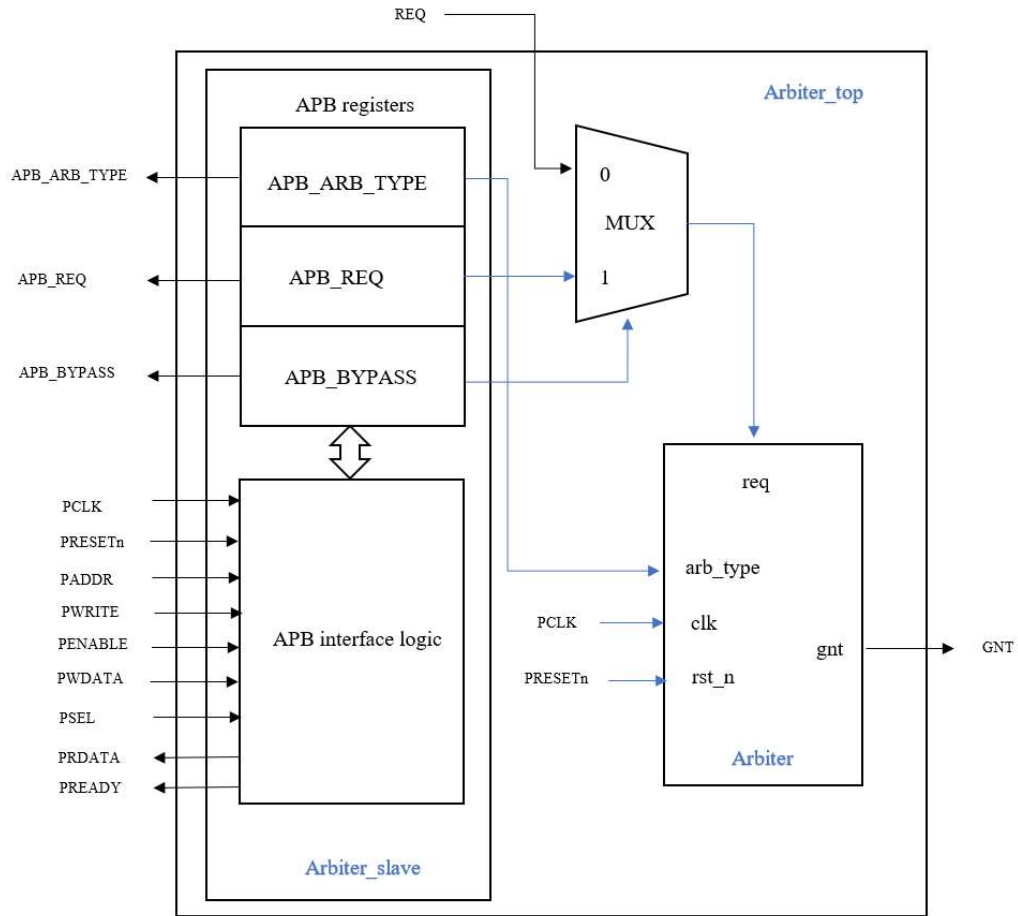 REQ
Arbiter_top
APB registers
APB_ARB_TYPE
APB_ARB_TYPE
0
MUX
1
APB_REQ
APB_REQ
APB_BYPASS
APB_BYPASS
PCLK
PRESETn
PADDR
PWRITE
PENABLE
PWDATA
PSEL
PRDATA
PREADY
APB interface logic
Arbiter_slave
req
arb_type
PCLK
clk
gnt
GNT
PRESETn
rst_n
Arbiter